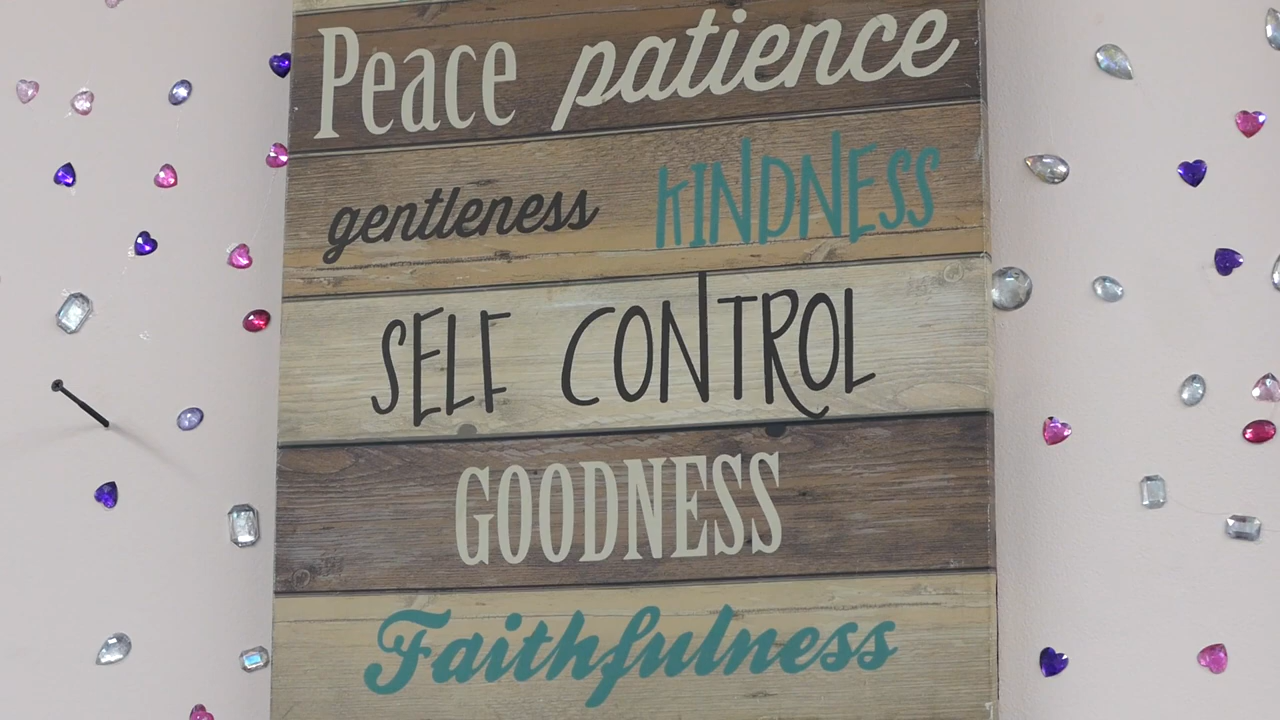 Peace patience
gentleness KINDNESS
SELF CONTROL
GOODNESS
Faithfulness